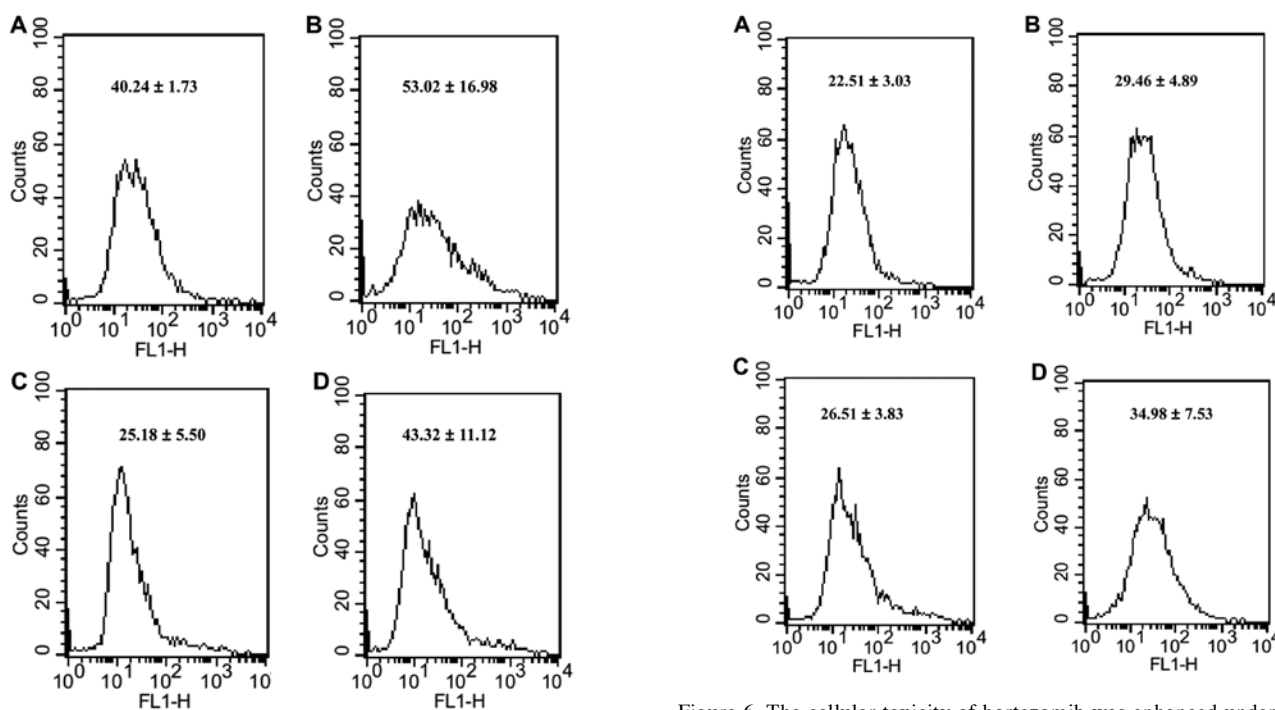 A
100
80
60
40
20
0
Counts
40.24 ± 1.73
10^0 10^1 10^2 10^3 10^4
FL1-H
B
100
80
60
40
20
0
Counts
53.02 ± 16.98
10^0 10^1 10^2 10^3 10^4
FL1-H
C
100
80
60
40
20
0
Counts
25.18 ± 5.50
10^0 10^1 10^2 10^3 10^4
FL1-H
D
100
80
60
40
20
0
Counts
43.32 ± 11.12
10^0 10^1 10^2 10^3 10^4
FL1-H
A
100
80
60
40
20
0
Counts
22.51 ± 3.03
10^0 10^1 10^2 10^3 10^4
FL1-H
B
100
80
60
40
20
0
Counts
29.46 ± 4.89
10^0 10^1 10^2 10^3 10^4
FL1-H
C
100
80
60
40
20
0
Counts
26.51 ± 3.83
10^0 10^1 10^2 10^3 10^4
FL1-H
D
100
80
60
40
20
0
Counts
34.98 ± 7.53
10^0 10^1 10^2 10^3 10^4
FL1-H
Figure 6. The cellular toxicity of bortezomib was enhanced under